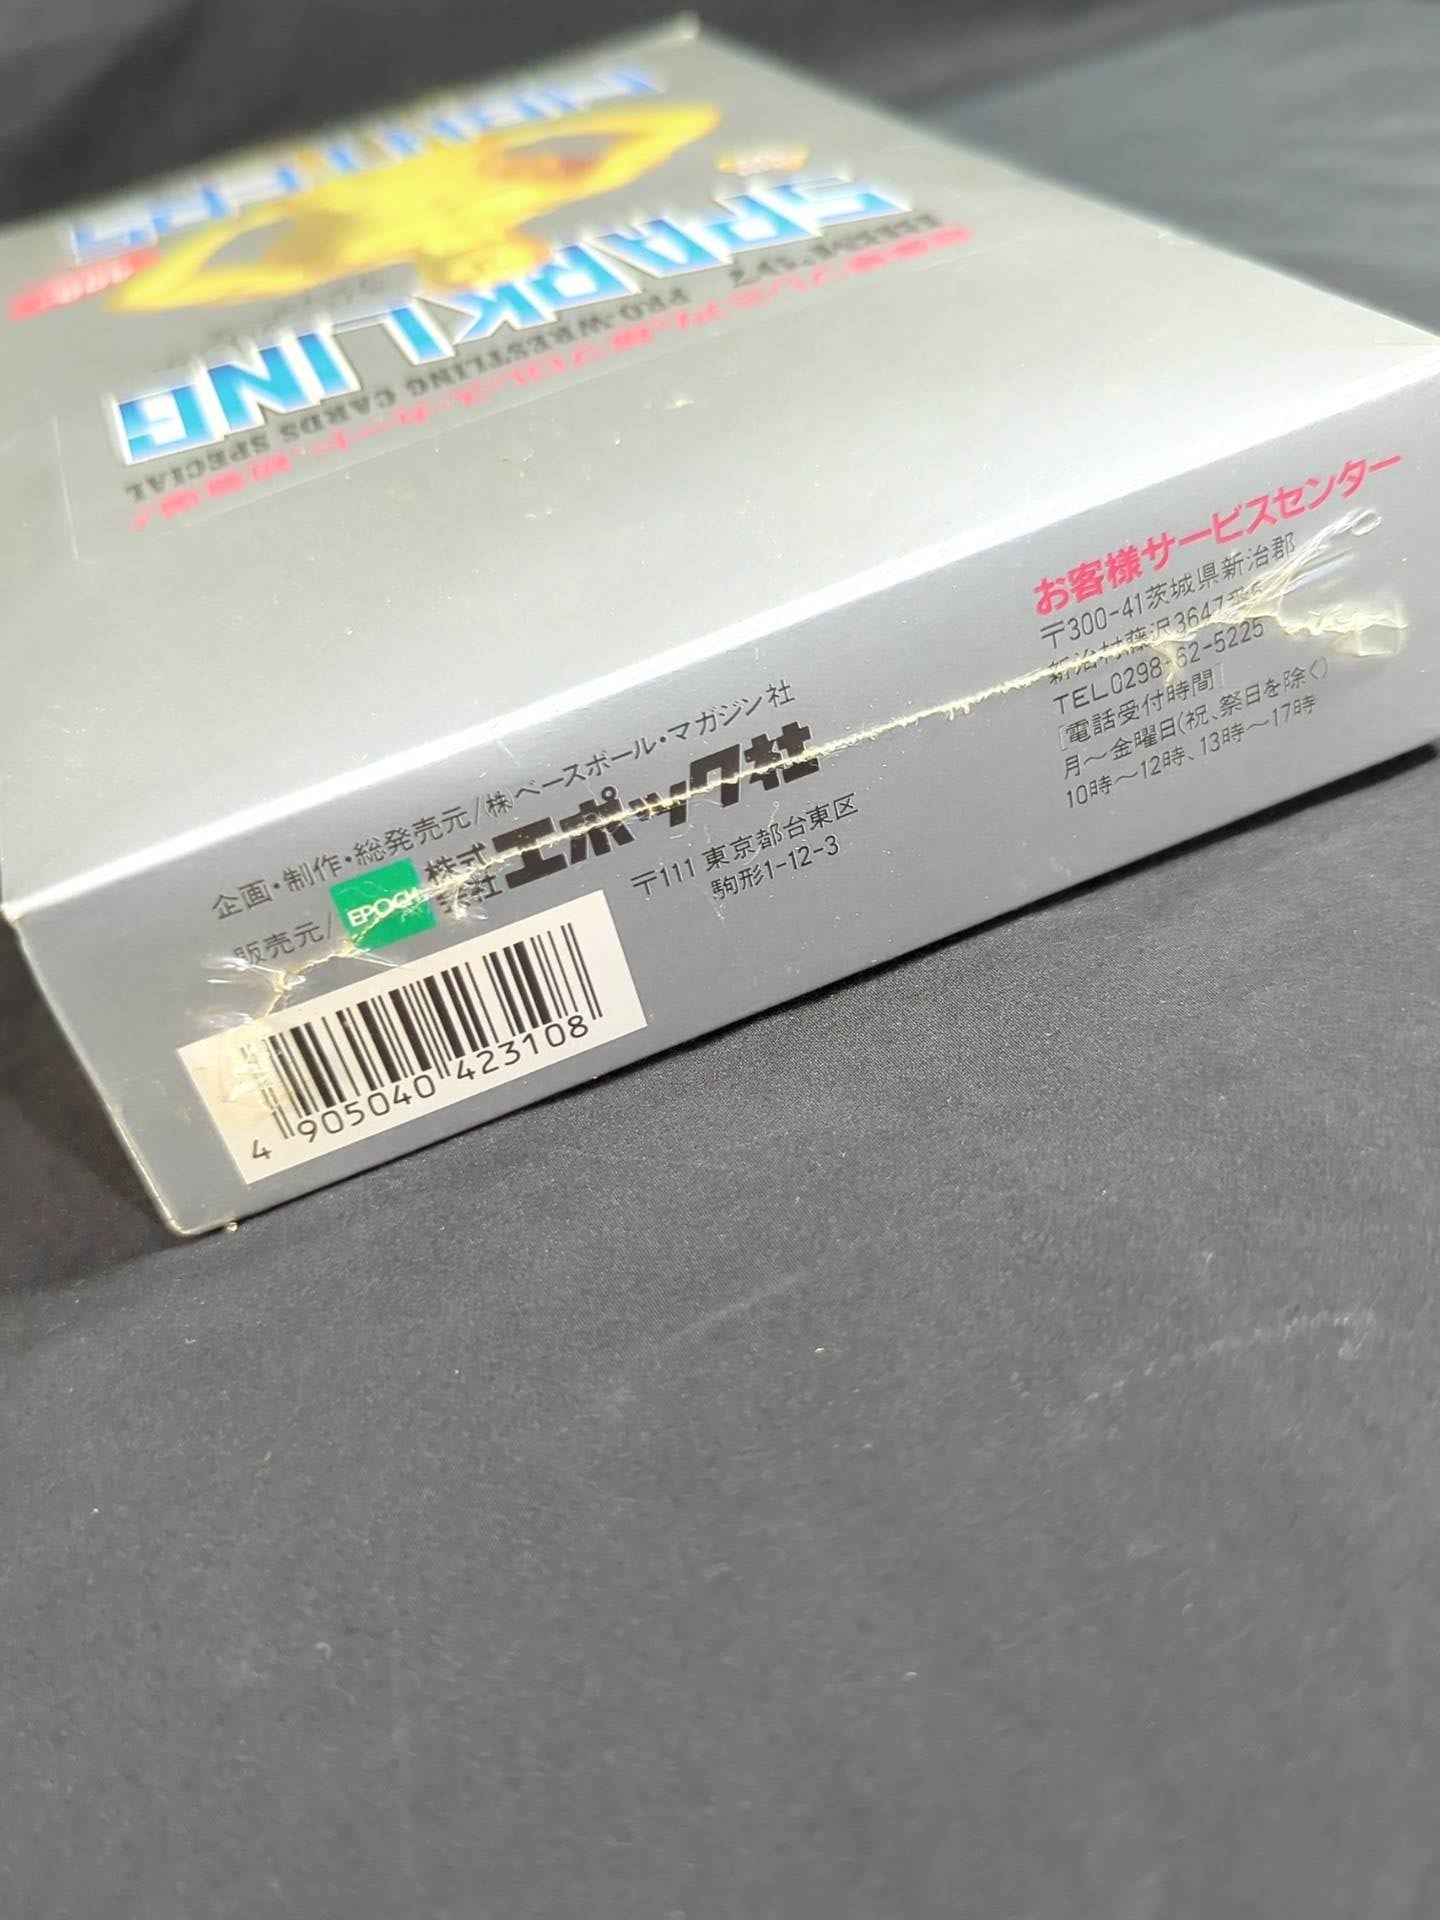 SPARKLING
FIGHTERS
PRO-WRESTLING CARDS SPECIAL
企画・制作・総発売元/㈱ベースボール・マガジン社
販売元/EPOCH 株式会社 エポック社
〒111 東京都台東区
駒形1-12-3
4 905040 423108
お客様サービスセンター
〒300-41茨城県新治郡
新治村藤沢3647番
TEL0298-62-5225
[電話受付時間]
月〜金曜日(祝、祭日を除く)
10時〜12時、13時〜17時